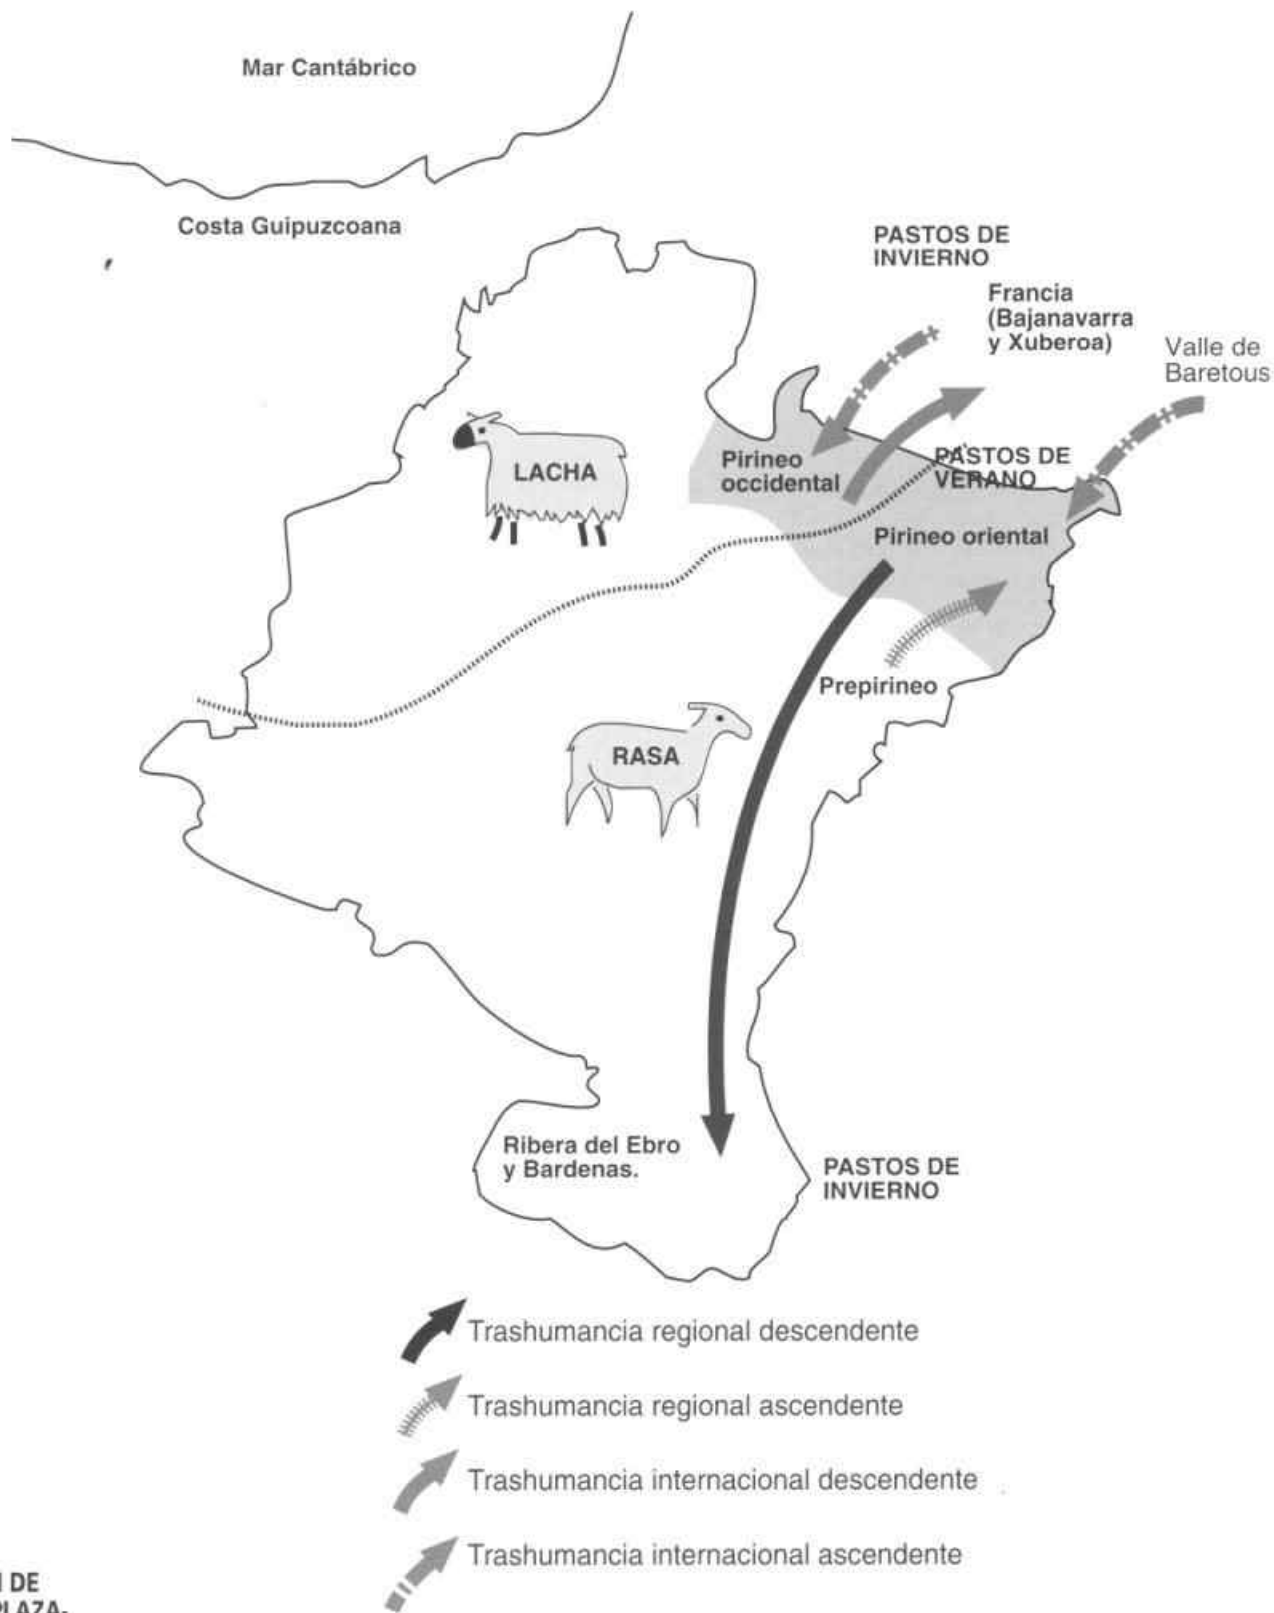 Mar Cantábrico
Costa Guipuzcoana
PASTOS DE
INVIERNO
Francia
(Bajanavarra
y Xuberoa)
Valle de
Baretous
LACHA
Pirineo
occidental
PASTOS DE
VERANO
Pirineo oriental
Prepirineo
RASA
Ribera del Ebro
y Bardenas.
PASTOS DE
INVIERNO
Trashumancia regional descendente
Trashumancia regional ascendente
Trashumancia internacional descendente
Trashumancia internacional ascendente
DE
PLAZA-